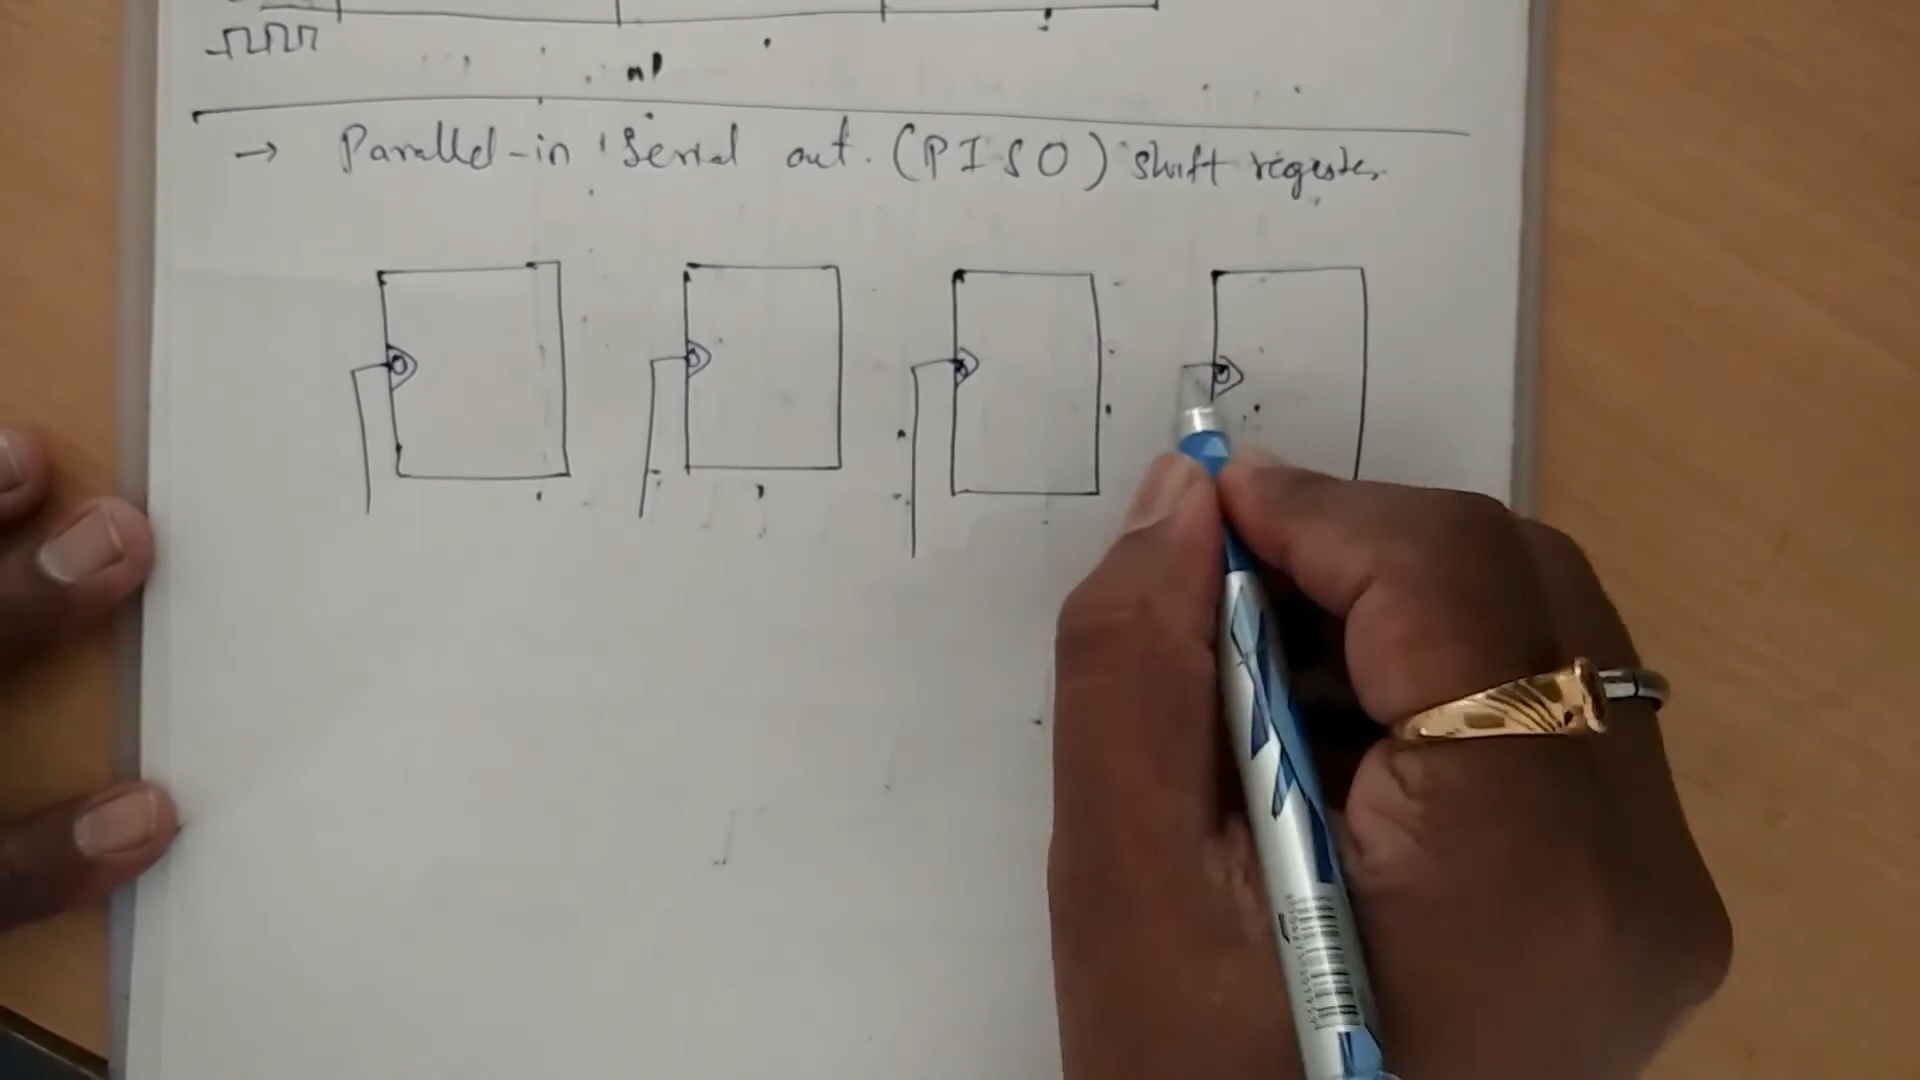 → Parallel-in Serial out. (PISO) shift register